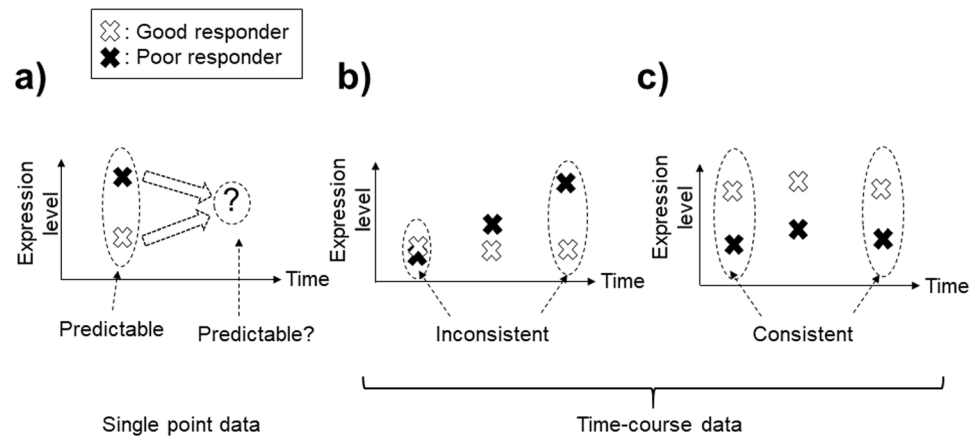 : Good responder
: Poor responder
a)
Expression
level
?
Time
Predictable
Predictable?
Single point data
b)
Expression
level
Time
Inconsistent
c)
Expression
level
Time
Consistent
Time-course data